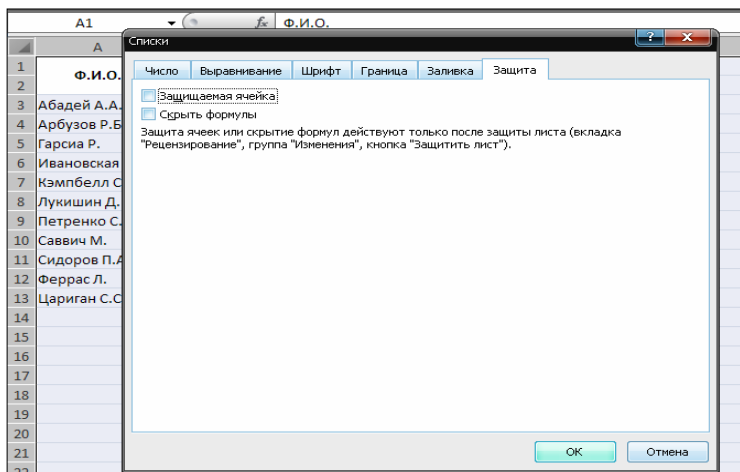 A1 fx Ф.И.О.
Списки
A
Число Выравнивание Шрифт Граница Заливка Защита
1
Ф.И.О.
2
Защищаемая ячейка
3 Абадей А.А.
Скрыть формулы
4 Арбузов Р.Б
Защита ячеек или скрытие формул действуют только после защиты листа (вкладка
"Рецензирование", группа "Изменения", кнопка "Защитить лист").
5 Гарсиа Р.
6 Ивановская
7 Кэмпбелл С
8 Лукишин Д.
9 Петренко С.
10 Саввич М.
11 Сидоров П.А
12 Феррас Л.
13 Цариган С.С
14
15
16
17
18
19
20
21
ОК Отмена
22